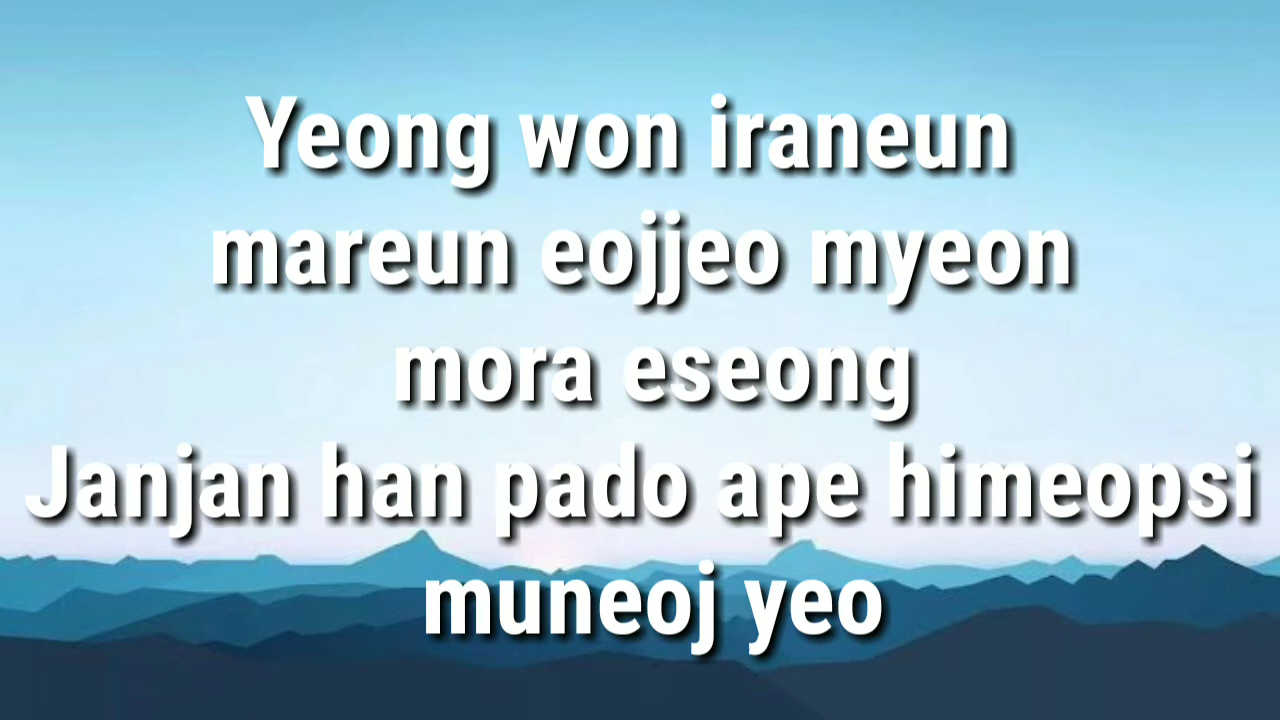 Yeong won iraneun
mareun eojjeo myeon
mora eseong
Janjan han pado ape himeopsi
muneoj yeo